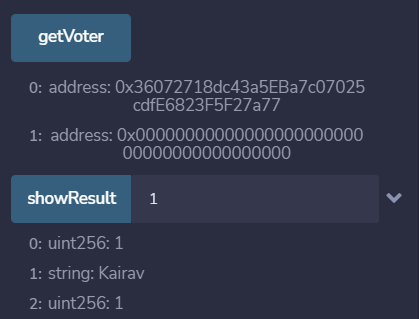 getVoter
0: address: 0x36072718dc43a5EBa7c07025
cdfE6823F5F27a77
1: address: 0x000000000000000000000000
0000000000000000
showResult 1
0: uint256: 1
1: string: Kairav
2: uint256: 1